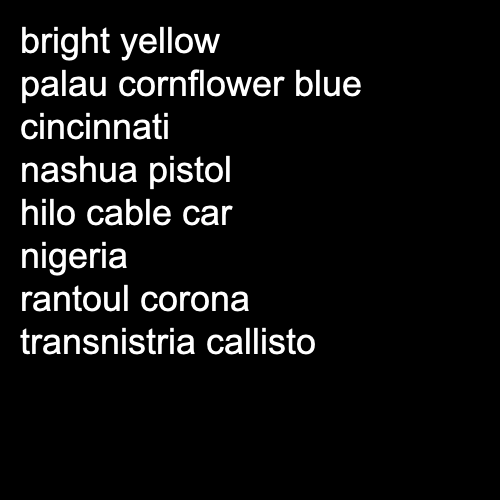 bright yellow
palau cornflower blue
cincinnati
nashua pistol
hilo cable car
nigeria
rantoul corona
transnistria callisto